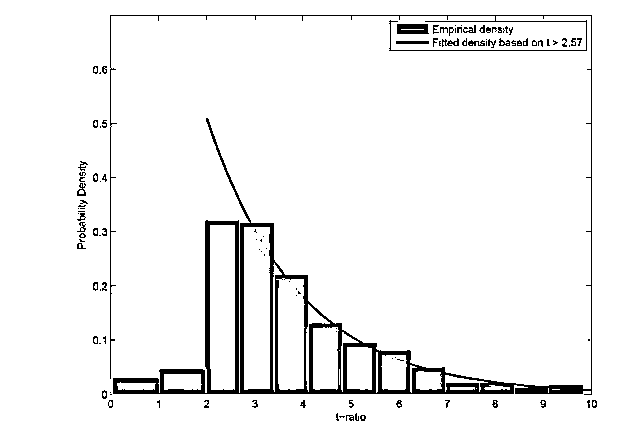 Empirical density
Fitted density based on t > 2.57
0.6
0.5
0.4
0.3
0.2
0.1
0
Probability Density
0 1 2 3 4 5 6 7 8 9 10
t-ratio